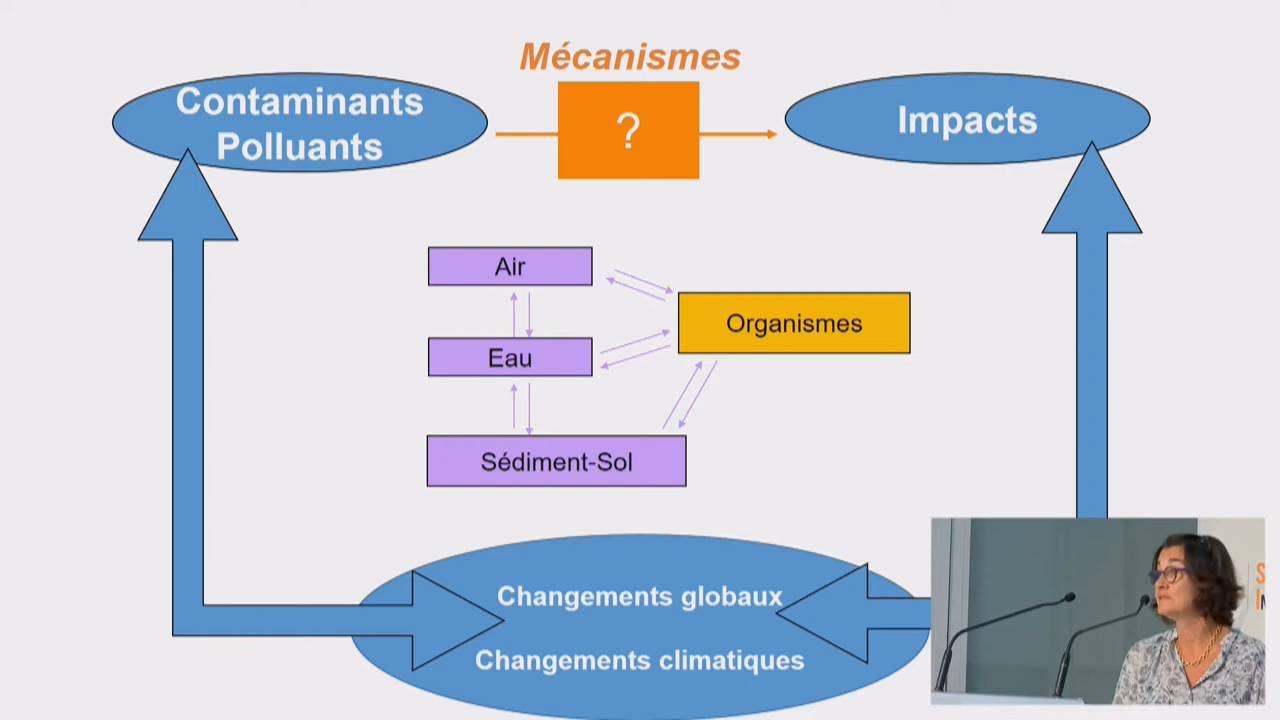 Mécanismes
Contaminants
Polluants
?
Impacts
Air
Organismes
Eau
Sédiment-Sol
Changements globaux
Changements climatiques